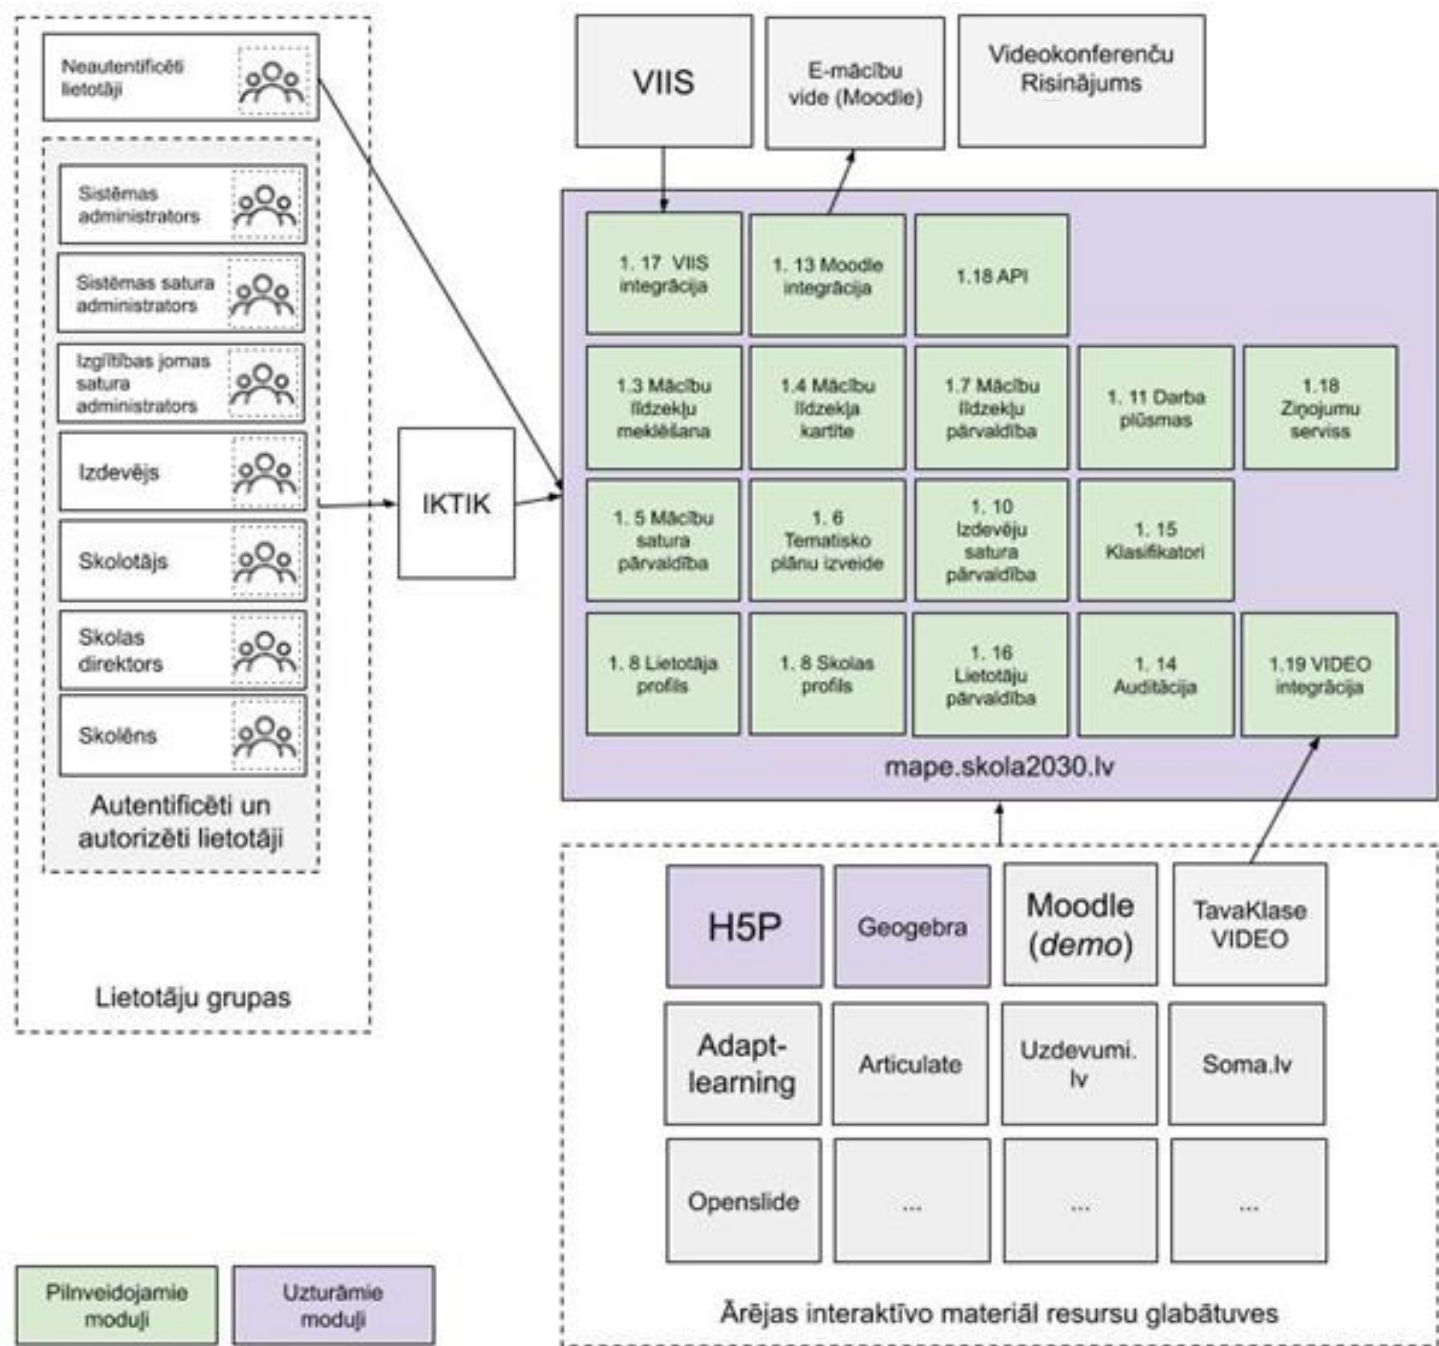 Neautentificēti
lietotāji
Sistēmas
administrators
Sistēmas satura
administrators
Izglītības jomas
satura
administrators
Izdevējs
Skolotājs
Skolas
direktors
Skolēns
Autentificēti un
autorizēti lietotāji
Lietotāju grupas
IKTIK
VIIS
E-mācību
vide (Moodle)
Videokonferenču
Risinājums
1. 17 VIIS
integrācija
1. 13 Moodle
integrācija
1.18 API
1.3 Mācību
līdzekļu
meklēšana
1.4 Mācību
līdzekļa
kartīte
1.7 Mācību
līdzekļu
pārvaldība
1. 11 Darba
plūsmas
1.18
Ziņojumu
serviss
1. 5 Mācību
satura
pārvaldība
1. 6
Tematisko
plānu izveide
1. 10
Izdevēju
satura
pārvaldība
1. 15
Klasifikatori
1. 8 Lietotāja
profils
1. 8 Skolas
profils
1. 16
Lietotāju
pārvaldība
1. 14
Auditācija
1.19 VIDEO
integrācija
mape.skola2030.lv
H5P
Geogebra
Moodle
(demo)
TavaKlase
VIDEO
Adapt-
learning
Articulate
Uzdevumi.
lv
Soma.lv
Openslide
...
...
...
Ārējas interaktīvo materiāl resursu glabātuves
Pilnveidojamie
moduļi
Uzturāmie
moduļi